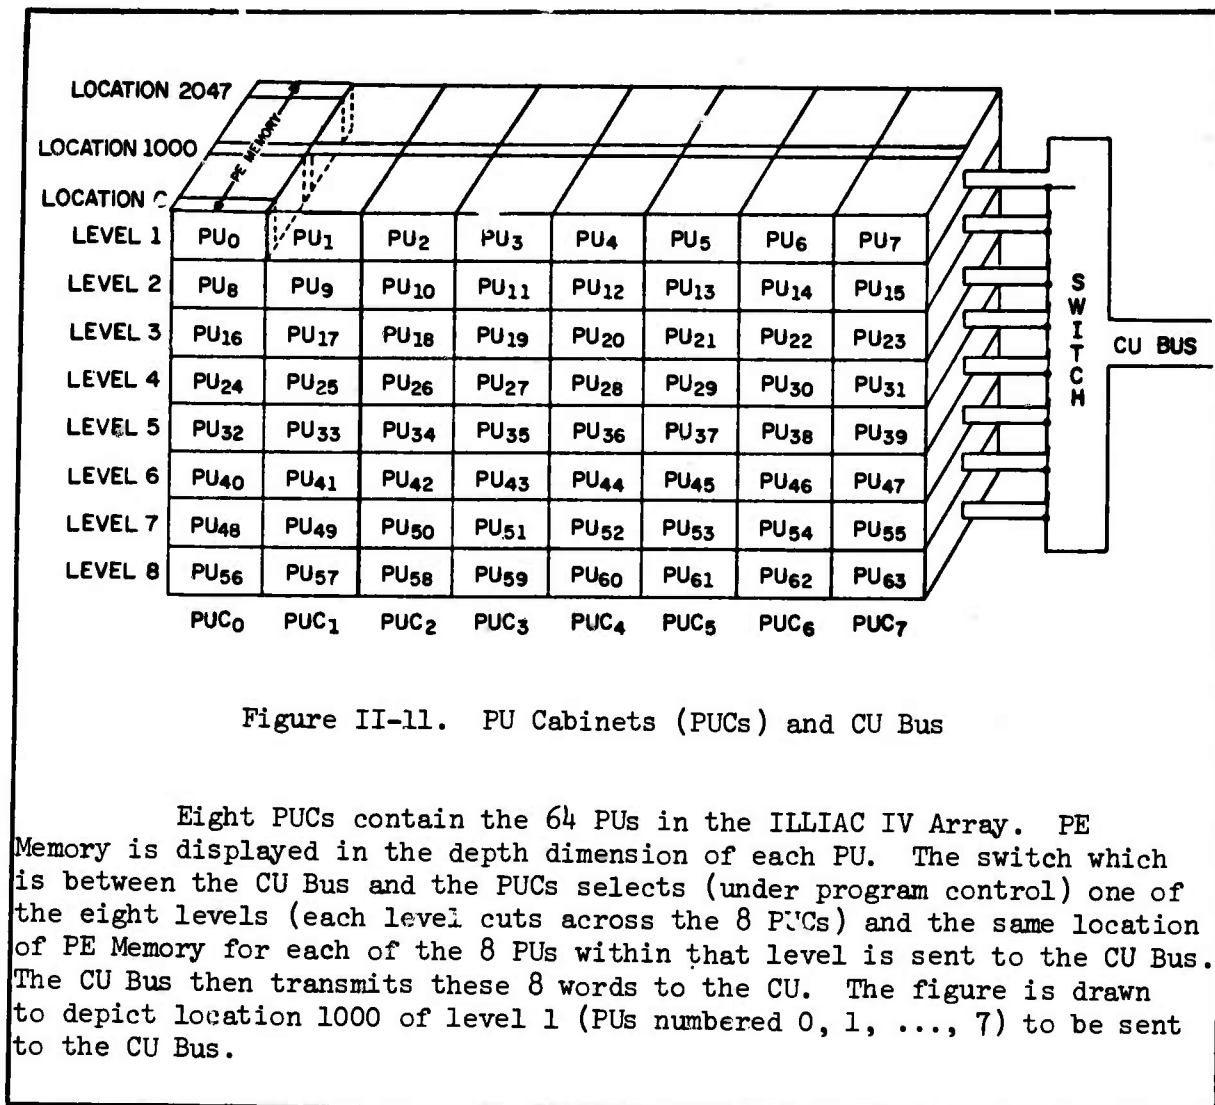 LOCATION 2047
PE MEMORY
LOCATION 1000
LOCATION
LEVEL 1 PU0 PU1 PU2 PU3 PU4 PU5 PU6 PU7
LEVEL 2 PU8 PU9 PU10 PU11 PU12 PU13 PU14 PU15
LEVEL 3 PU16 PU17 PU18 PU19 PU20 PU21 PU22 PU23
LEVEL 4 PU24 PU25 PU26 PU27 PU28 PU29 PU30 PU31
LEVEL 5 PU32 PU33 PU34 PU35 PU36 PU37 PU38 PU39
LEVEL 6 PU40 PU41 PU42 PU43 PU44 PU45 PU46 PU47
LEVEL 7 PU48 PU49 PU50 PU51 PU52 PU53 PU54 PU55
LEVEL 8 PU56 PU57 PU58 PU59 PU60 PU61 PU62 PU63
PUC0 PUC1 PUC2 PUC3 PUC4 PUC5 PUC6 PUC7
SWITCH
CU BUS
Figure II-11. PU Cabinets (PUCs) and CU Bus
Eight PUCs contain the 64 PUs in the ILLIAC IV Array. PE
Memory is displayed in the depth dimension of each PU. The switch which
is between the CU Bus and the PUCs selects (under program control) one of
the eight levels (each level cuts across the 8 PUCs) and the same location
of PE Memory for each of the 8 PUs within that level is sent to the CU Bus.
The CU Bus then transmits these 8 words to the CU. The figure is drawn
to depict location 1000 of level 1 (PUs numbered 0, 1, ..., 7) to be sent
to the CU Bus.